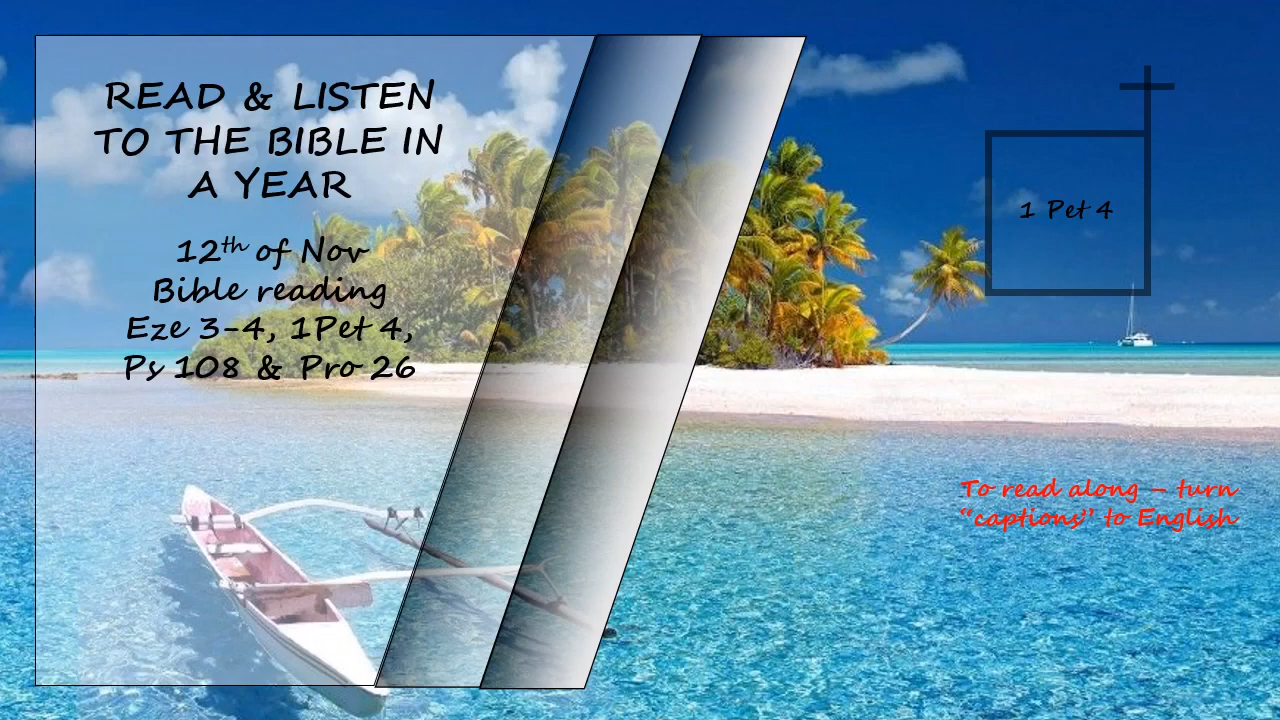 READ & LISTEN
TO THE BIBLE IN
A YEAR
12th of Nov
Bible reading
Eze 3-4, 1Pet 4,
Ps 108 & Pro 26
1 Pet 4
To read along – turn
“captions” to English